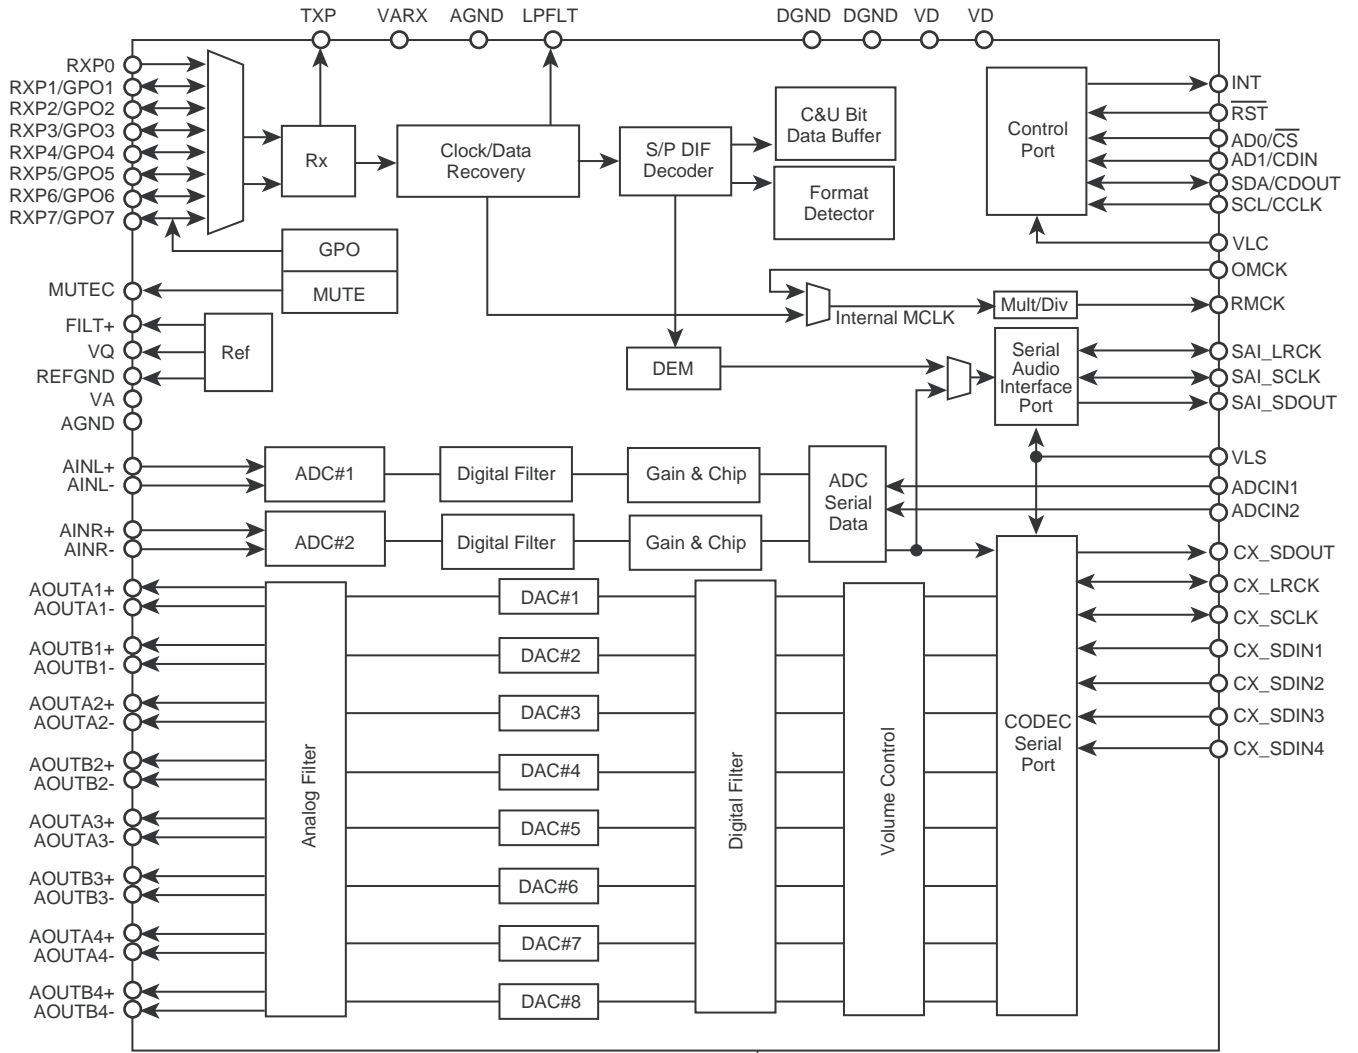 TXP VARX AGND LPFLT DGND DGND VD VD
RXP0
RXP1/GPO1
RXP2/GPO2
RXP3/GPO3
RXP4/GPO4
RXP5/GPO5
RXP6/GPO6
RXP7/GPO7
MUTEC
FILT+
VQ
REFGND
VA
AGND
AINL+
AINL-
AINR+
AINR-
AOUTA1+
AOUTA1-
AOUTB1+
AOUTB1-
AOUTA2+
AOUTA2-
AOUTB2+
AOUTB2-
AOUTA3+
AOUTA3-
AOUTB3+
AOUTB3-
AOUTA4+
AOUTA4-
AOUTB4+
AOUTB4-
Rx
Clock/Data
Recovery
S/P DIF
Decoder
C&U Bit
Data Buffer
Format
Detector
Control
Port
GPO
MUTE
Ref
Internal MCLK
Mult/Div
DEM
Serial
Audio
Interface
Port
ADC#1
Digital Filter
Gain & Chip
ADC
Serial
Data
ADC#2
Digital Filter
Gain & Chip
Analog Filter
DAC#1
DAC#2
DAC#3
DAC#4
DAC#5
DAC#6
DAC#7
DAC#8
Digital Filter
Volume Control
CODEC
Serial
Port
INT
RST
AD0/CS
AD1/CDIN
SDA/CDOUT
SCL/CCLK
VLC
OMCK
RMCK
SAI_LRCK
SAI_SCLK
SAI_SDOUT
VLS
ADCIN1
ADCIN2
CX_SDOUT
CX_LRCK
CX_SCLK
CX_SDIN1
CX_SDIN2
CX_SDIN3
CX_SDIN4